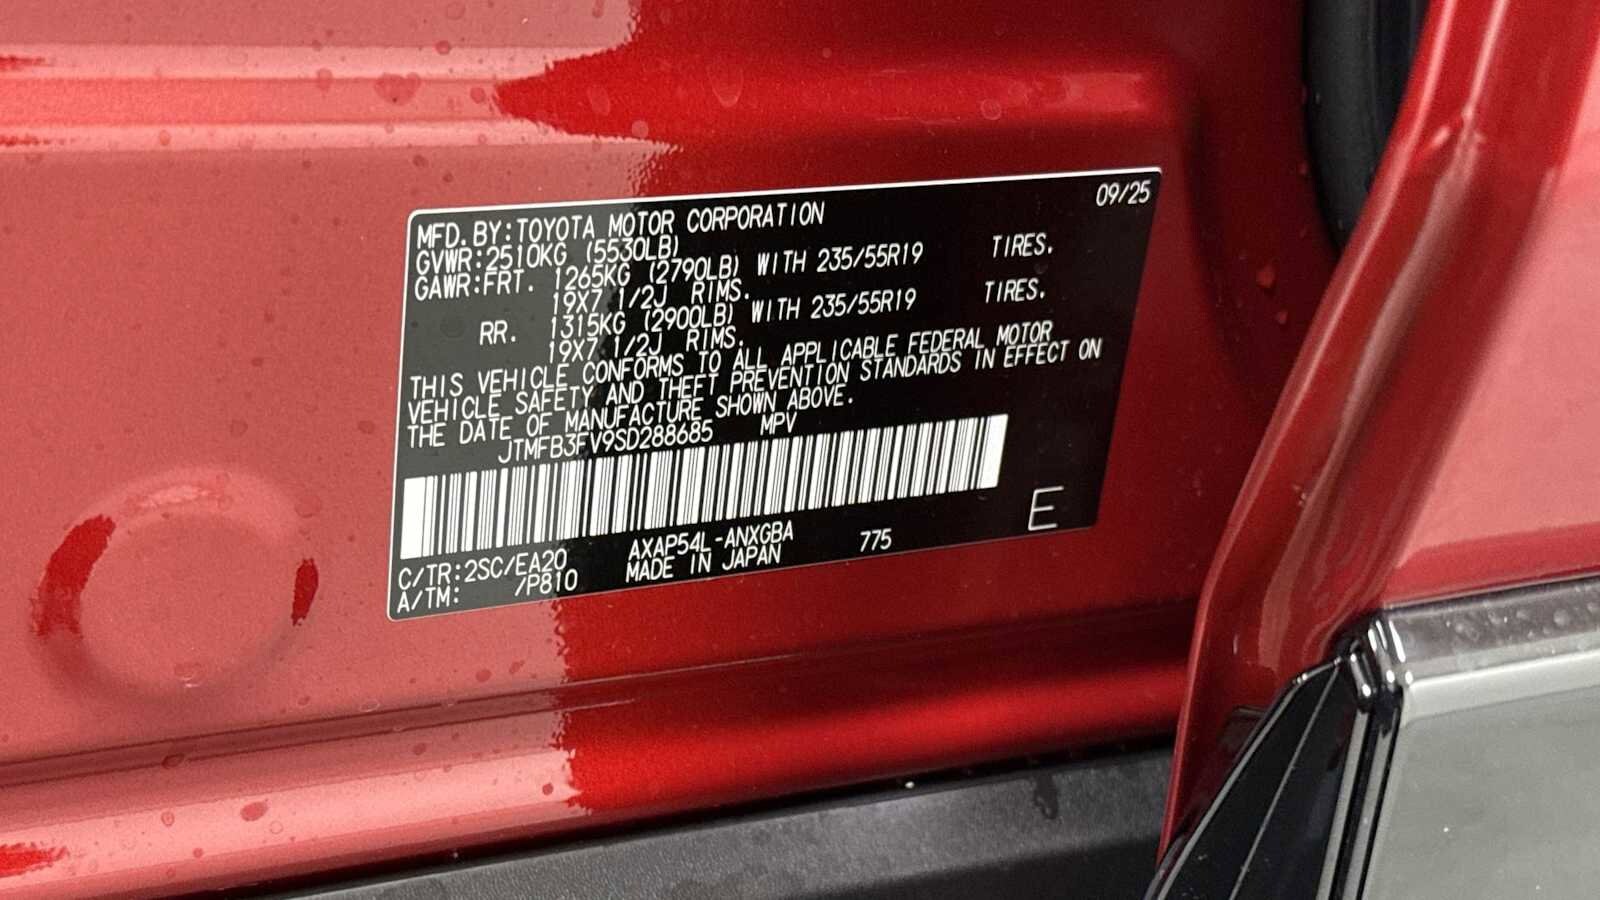 09/25
MFD.BY:TOYOTA MOTOR CORPORATION
GVWR:2510KG (5530LB)
GAWR:FRT. 1265KG (2790LB) WITH 235/55R19 TIRES.
19X7 1/2J RIMS.
RR. 1315KG (2900LB) WITH 235/55R19 TIRES.
19X7 1/2J RIMS.
THIS VEHICLE CONFORMS TO ALL APPLICABLE FEDERAL MOTOR
VEHICLE SAFETY AND THEFT PREVENTION STANDARDS IN EFFECT ON
THE DATE OF MANUFACTURE SHOWN ABOVE.
JTMFB3FV9SD288685 MPV
E
C/TR:2SC/EA20 AXAP54L-ANXGBA 775
A/TM: /P810 MADE IN JAPAN